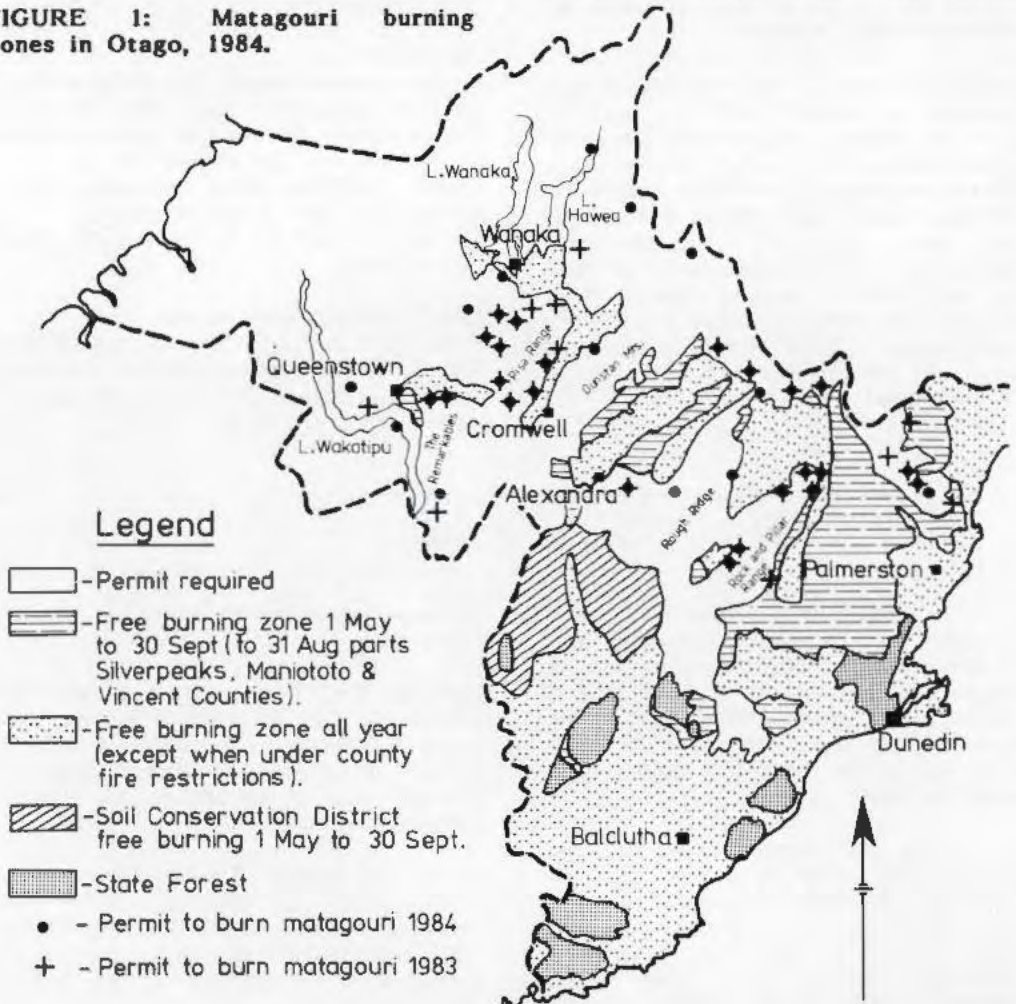 FIGURE 1: Matagouri burning
ones in Otago, 1984.
L. Wanaka
L.
Hawea
Wanaka
Pisa Range
Dunstan Mts.
Queenstown
Cromwell
The Remarkables
L. Wakatipu
Alexandra
Rough Ridge
Rock and Pillar
Range
Palmerston
Dunedin
Balclutha
Legend
-Permit required
-Free burning zone 1 May
to 30 Sept (to 31 Aug parts
Silverpeaks, Maniototo &
Vincent Counties).
-Free burning zone all year
(except when under county
fire restrictions).
-Soil Conservation District
free burning 1 May to 30 Sept.
-State Forest
- Permit to burn matagouri 1984
- Permit to burn matagouri 1983